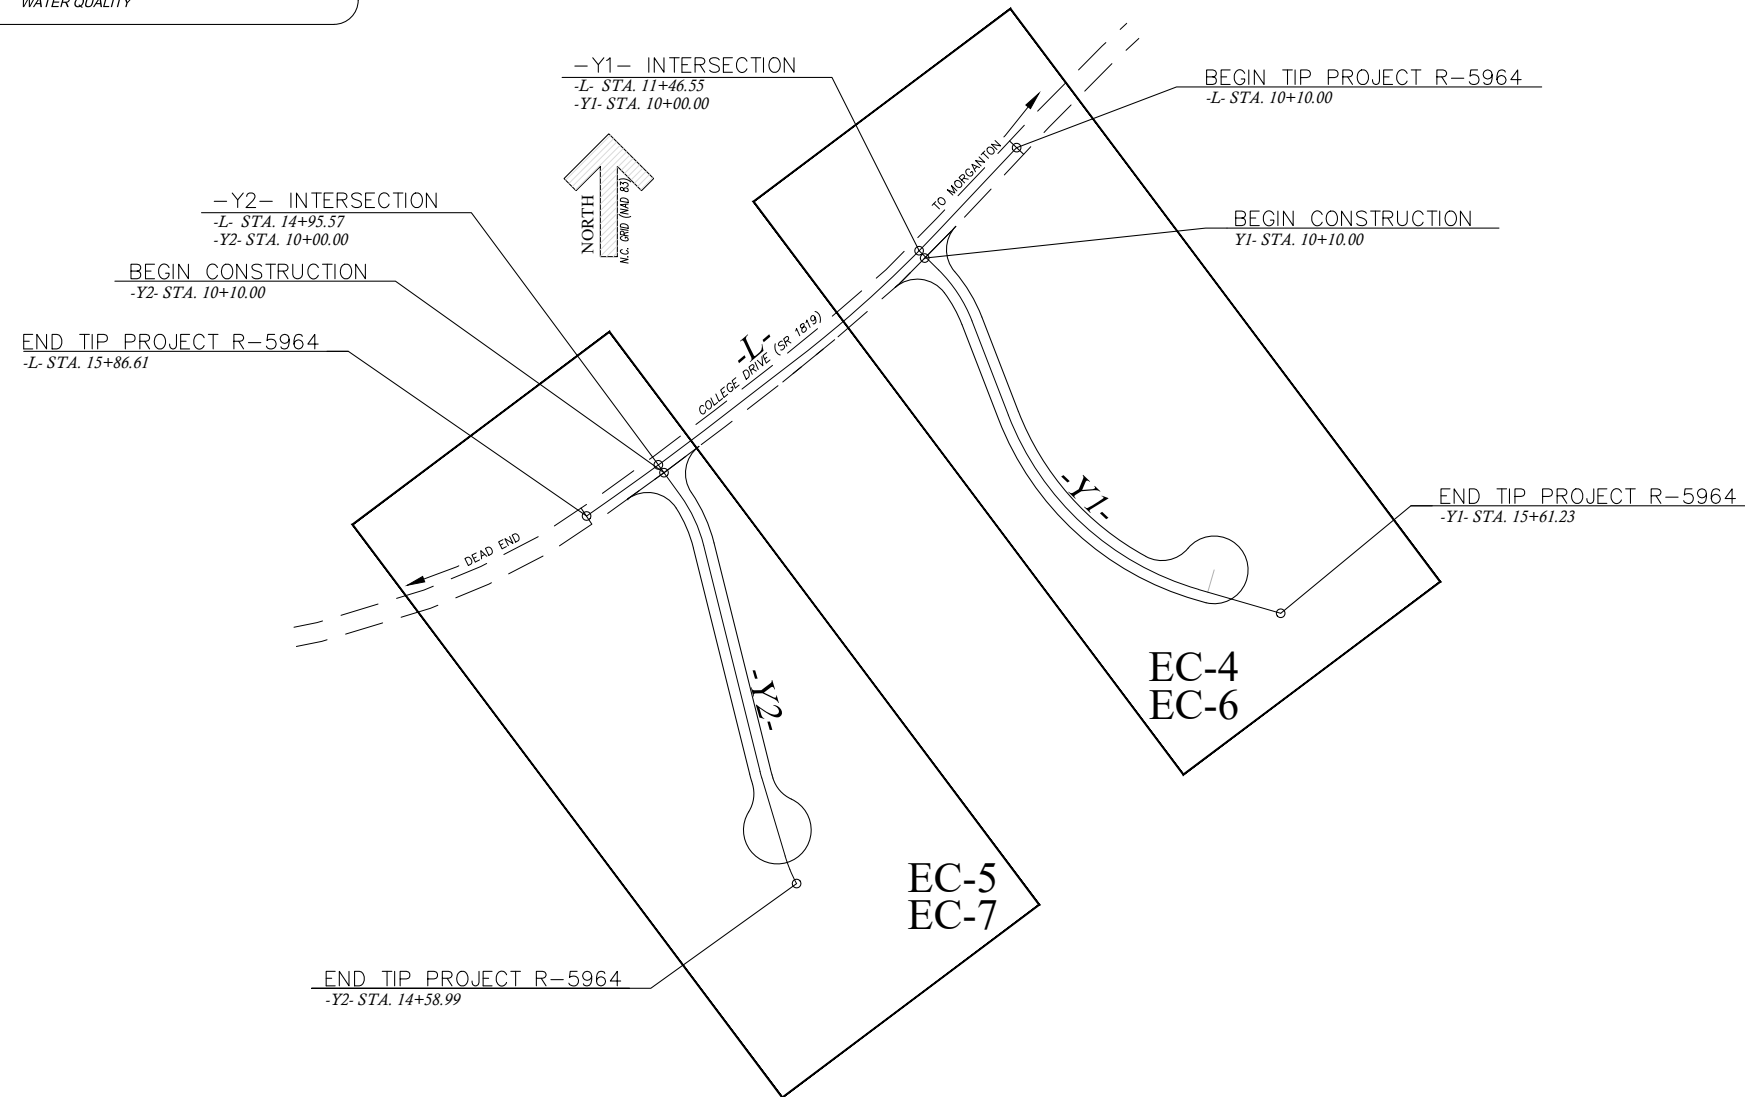 WATER QUALITY
-Y1- INTERSECTION
-L- STA. 11+46.55
-Y1- STA. 10+00.00
BEGIN TIP PROJECT R-5964
-L- STA. 10+10.00
TO MORGANTON
-Y2- INTERSECTION
-L- STA. 14+95.57
-Y2- STA. 10+00.00
NORTH
N.C. GRID (NAD 83)
BEGIN CONSTRUCTION
Y1- STA. 10+10.00
BEGIN CONSTRUCTION
-Y2- STA. 10+10.00
END TIP PROJECT R-5964
-L- STA. 15+86.61
-L-
COLLEGE DRIVE (SR 1819)
-Y1-
END TIP PROJECT R-5964
-Y1- STA. 15+61.23
DEAD END
-Y2-
EC-4
EC-6
EC-5
EC-7
END TIP PROJECT R-5964
-Y2- STA. 14+58.99